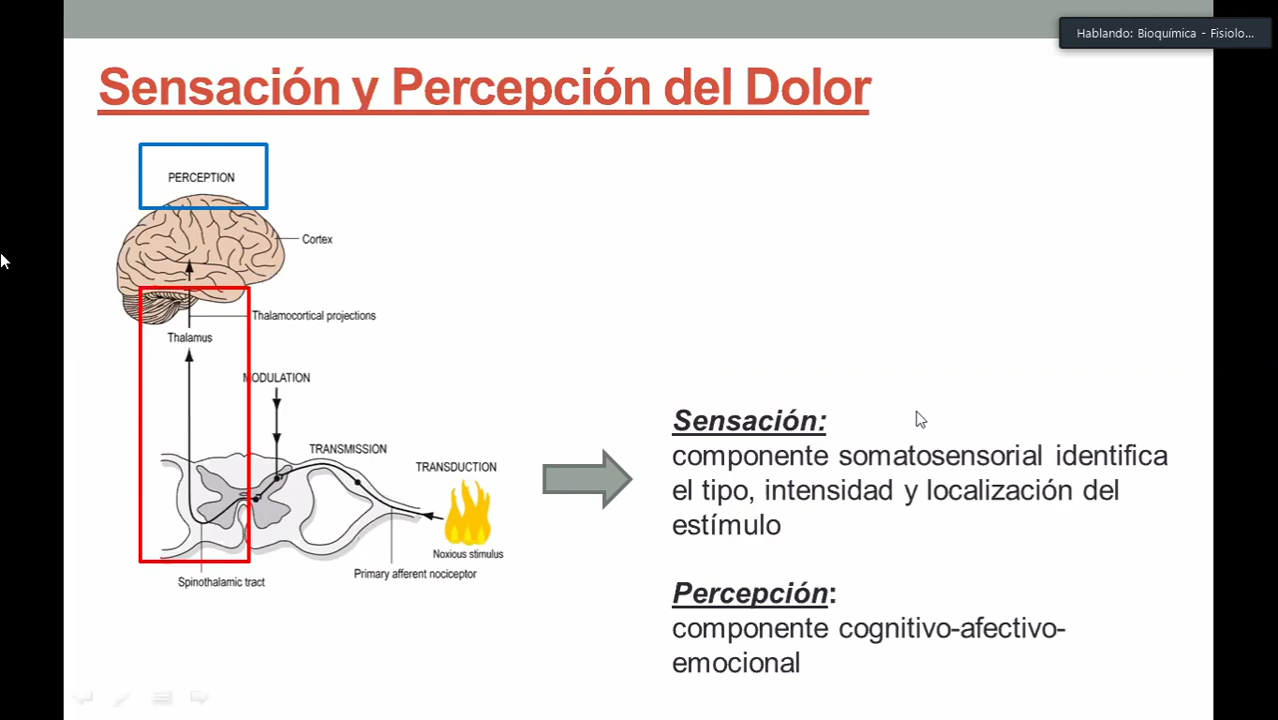 Hablando: Bioquímica - Fisiolo...
Sensación y Percepción del Dolor
PERCEPTION
Cortex
Thalamocortical projections
Thalamus
MODULATION
TRANSMISSION
TRANSDUCTION
Noxious stimulus
Primary afferent nociceptor
Spinothalamic tract
Sensación:
componente somatosensorial identifica
el tipo, intensidad y localización del
estímulo
Percepción:
componente cognitivo-afectivo-
emocional